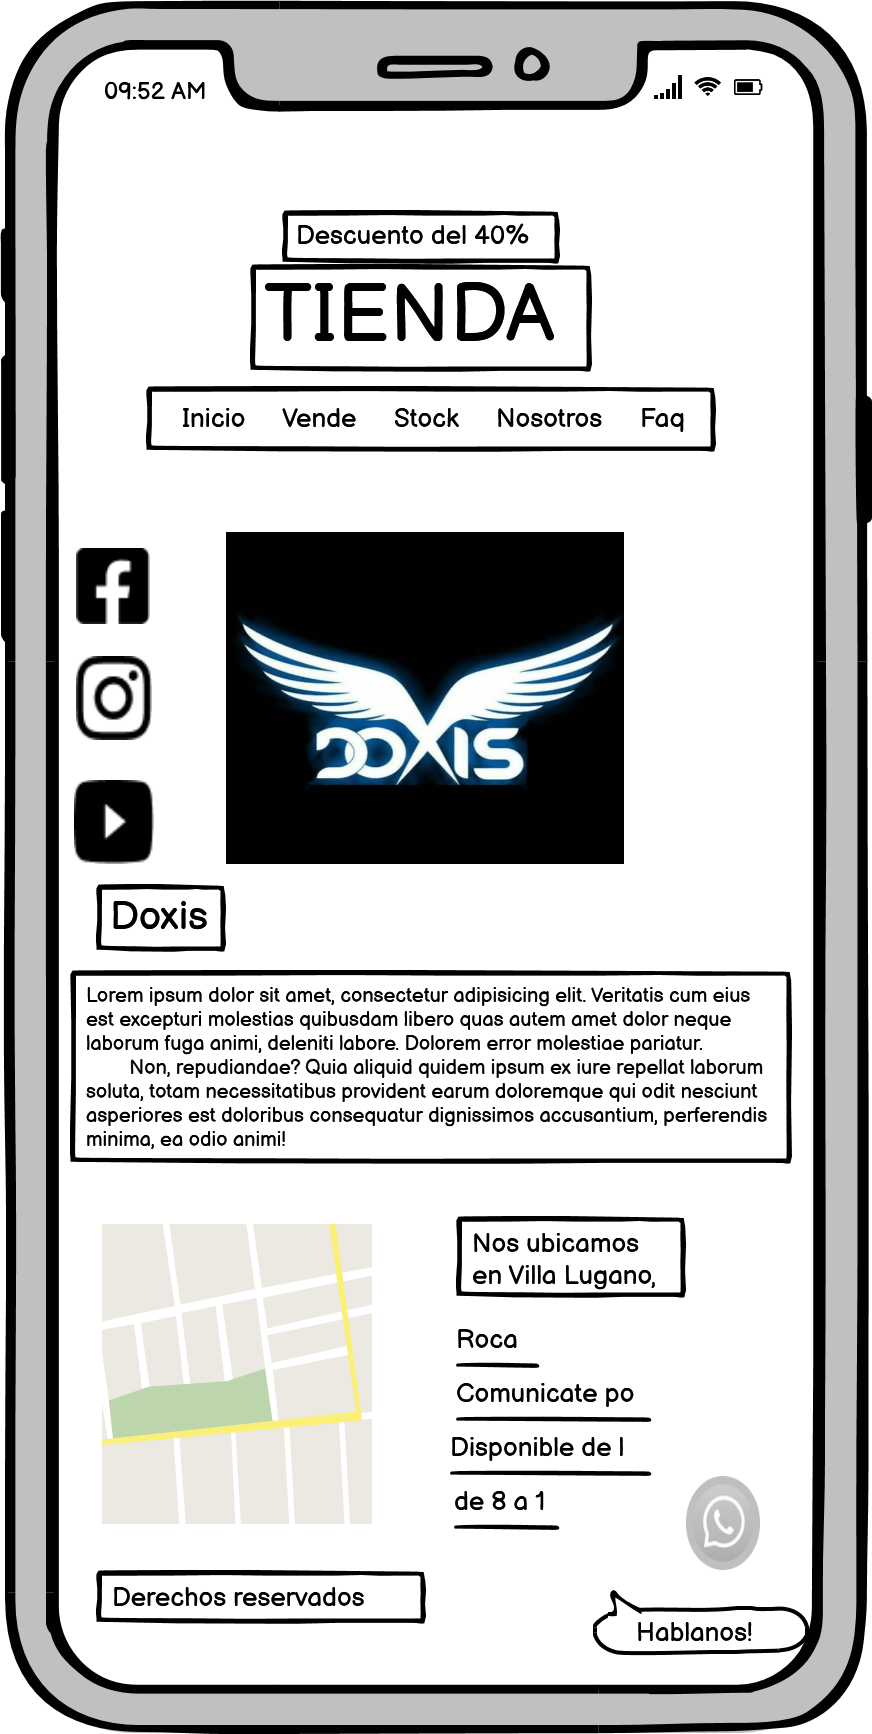 09:52 AM
Descuento del 40%
TIENDA
Inicio Vende Stock Nosotros Faq
DOXIS
Doxis
Lorem ipsum dolor sit amet, consectetur adipisicing elit. Veritatis cum eius
est excepturi molestias quibusdam libero quas autem amet dolor neque
laborum fuga animi, deleniti labore. Dolorem error molestiae pariatur.
Non, repudiandae? Quia aliquid quidem ipsum ex iure repellat laborum
soluta, totam necessitatibus provident earum doloremque qui odit nesciunt
asperiores est doloribus consequatur dignissimos accusantium, perferendis
minima, ea odio animi!
Nos ubicamos
en Villa Lugano,
Roca
Comunicate po
Disponible de l
de 8 a 1
Derechos reservados
Hablanos!